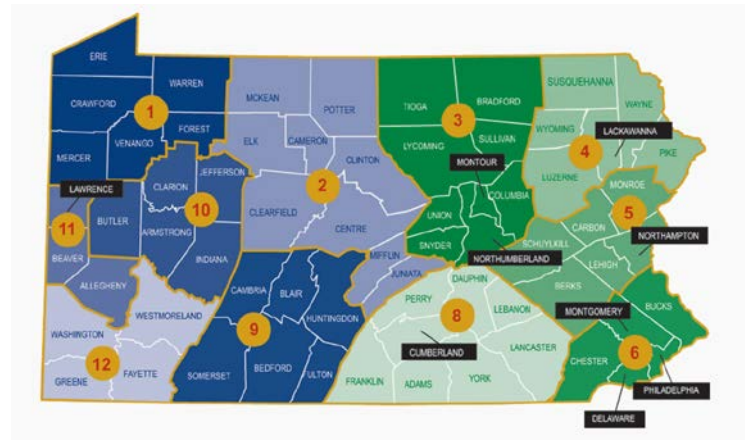 ERIE
WARREN
CRAWFORD
1
FOREST
VENANGO
MERCER
LAWRENCE
11
BUTLER
BEAVER
ALLEGHENY
CLARION
JEFFERSON
10
ARMSTRONG
INDIANA
MCKEAN
POTTER
ELK
CAMERON
CLINTON
2
CLEARFIELD
CENTRE
MIFFLIN
JUNIATA
TIOGA
BRADFORD
3
LYCOMING
SULLIVAN
MONTOUR
COLUMBIA
UNION
SNYDER
NORTHUMBERLAND
SUSQUEHANNA
WAYNE
WYOMING
LACKAWANNA
4
PIKE
LUZERNE
MONROE
5
CARBON
NORTHAMPTON
SCHUYLKILL
LEHIGH
BERKS
MONTGOMERY
BUCKS
6
CHESTER
PHILADELPHIA
DELAWARE
DAUPHIN
PERRY
8
LEBANON
CUMBERLAND
LANCASTER
FRANKLIN
ADAMS
YORK
CAMBRIA
BLAIR
HUNTINGDON
9
SOMERSET
BEDFORD
ULTON
WESTMORELAND
WASHINGTON
12
GREENE
FAYETTE